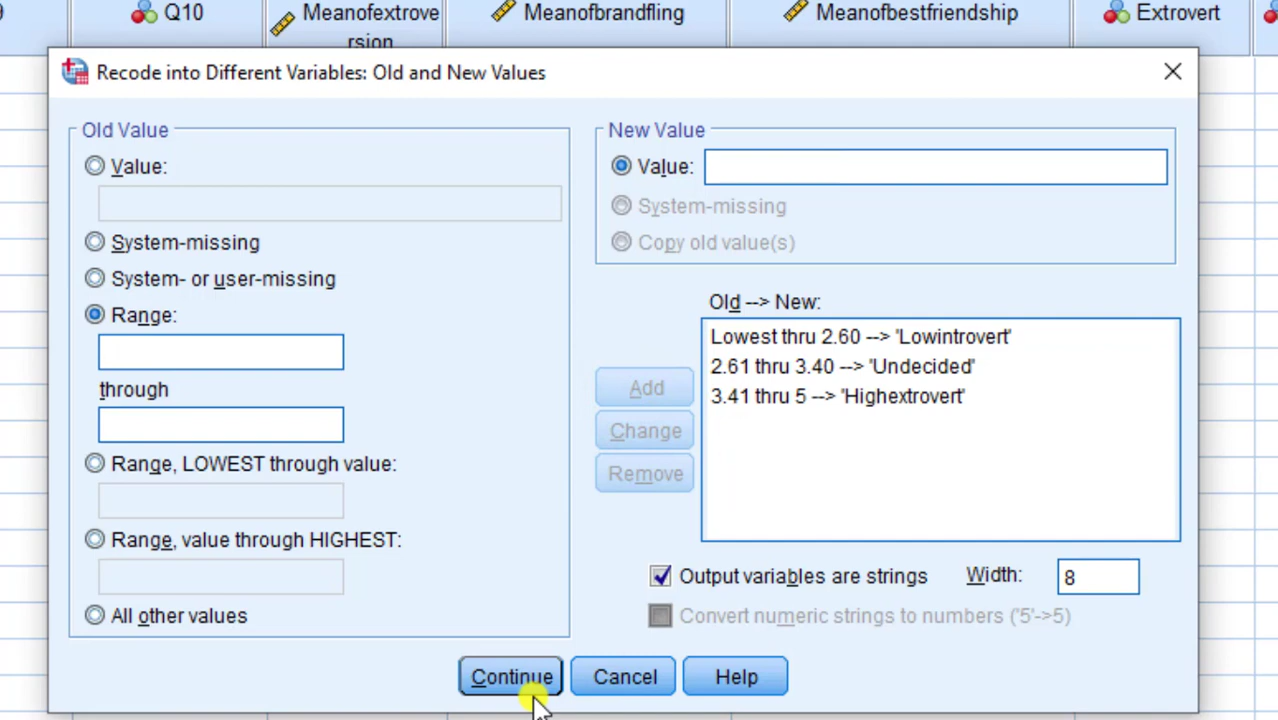 9
Q10
Meanofextrove
rsion
Meanofbrandfling
Meanofbestfriendship
Extrovert
Recode into Different Variables: Old and New Values
Old Value
Value:
System-missing
System- or user-missing
Range:
through
Range, LOWEST through value:
Range, value through HIGHEST:
All other values
New Value
Value:
System-missing
Copy old value(s)
Old --> New:
Lowest thru 2.60 --> 'Lowintrovert'
2.61 thru 3.40 --> 'Undecided'
3.41 thru 5 --> 'Highextrovert'
Add
Change
Remove
Output variables are strings Width: 8
Convert numeric strings to numbers ('5'->5)
Continue Cancel Help